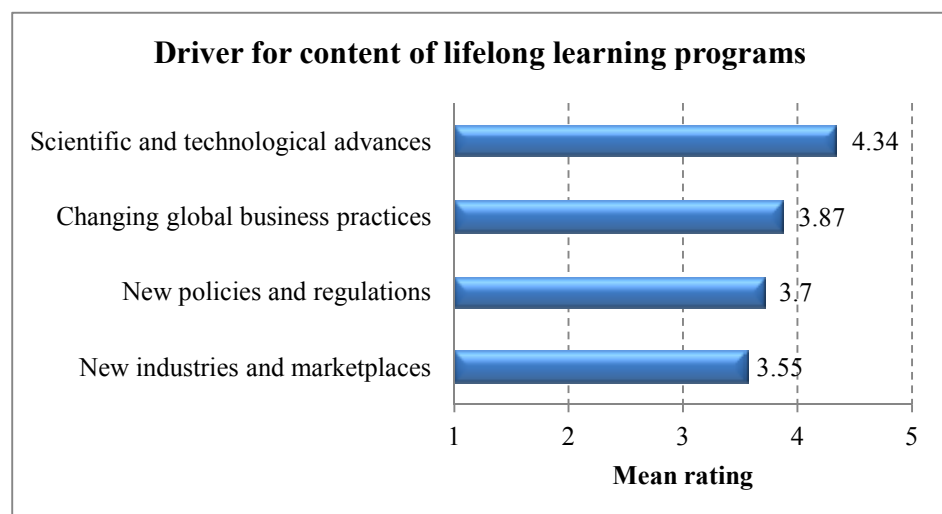 Driver for content of lifelong learning programs
Scientific and technological advances
4.34
Changing global business practices
3.87
New policies and regulations
3.7
New industries and marketplaces
3.55
1 2 3 4 5
Mean rating